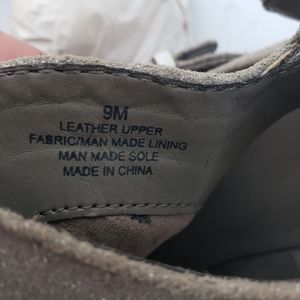 9M
LEATHER UPPER
FABRIC/MAN MADE LINING
MAN MADE SOLE
MADE IN CHINA